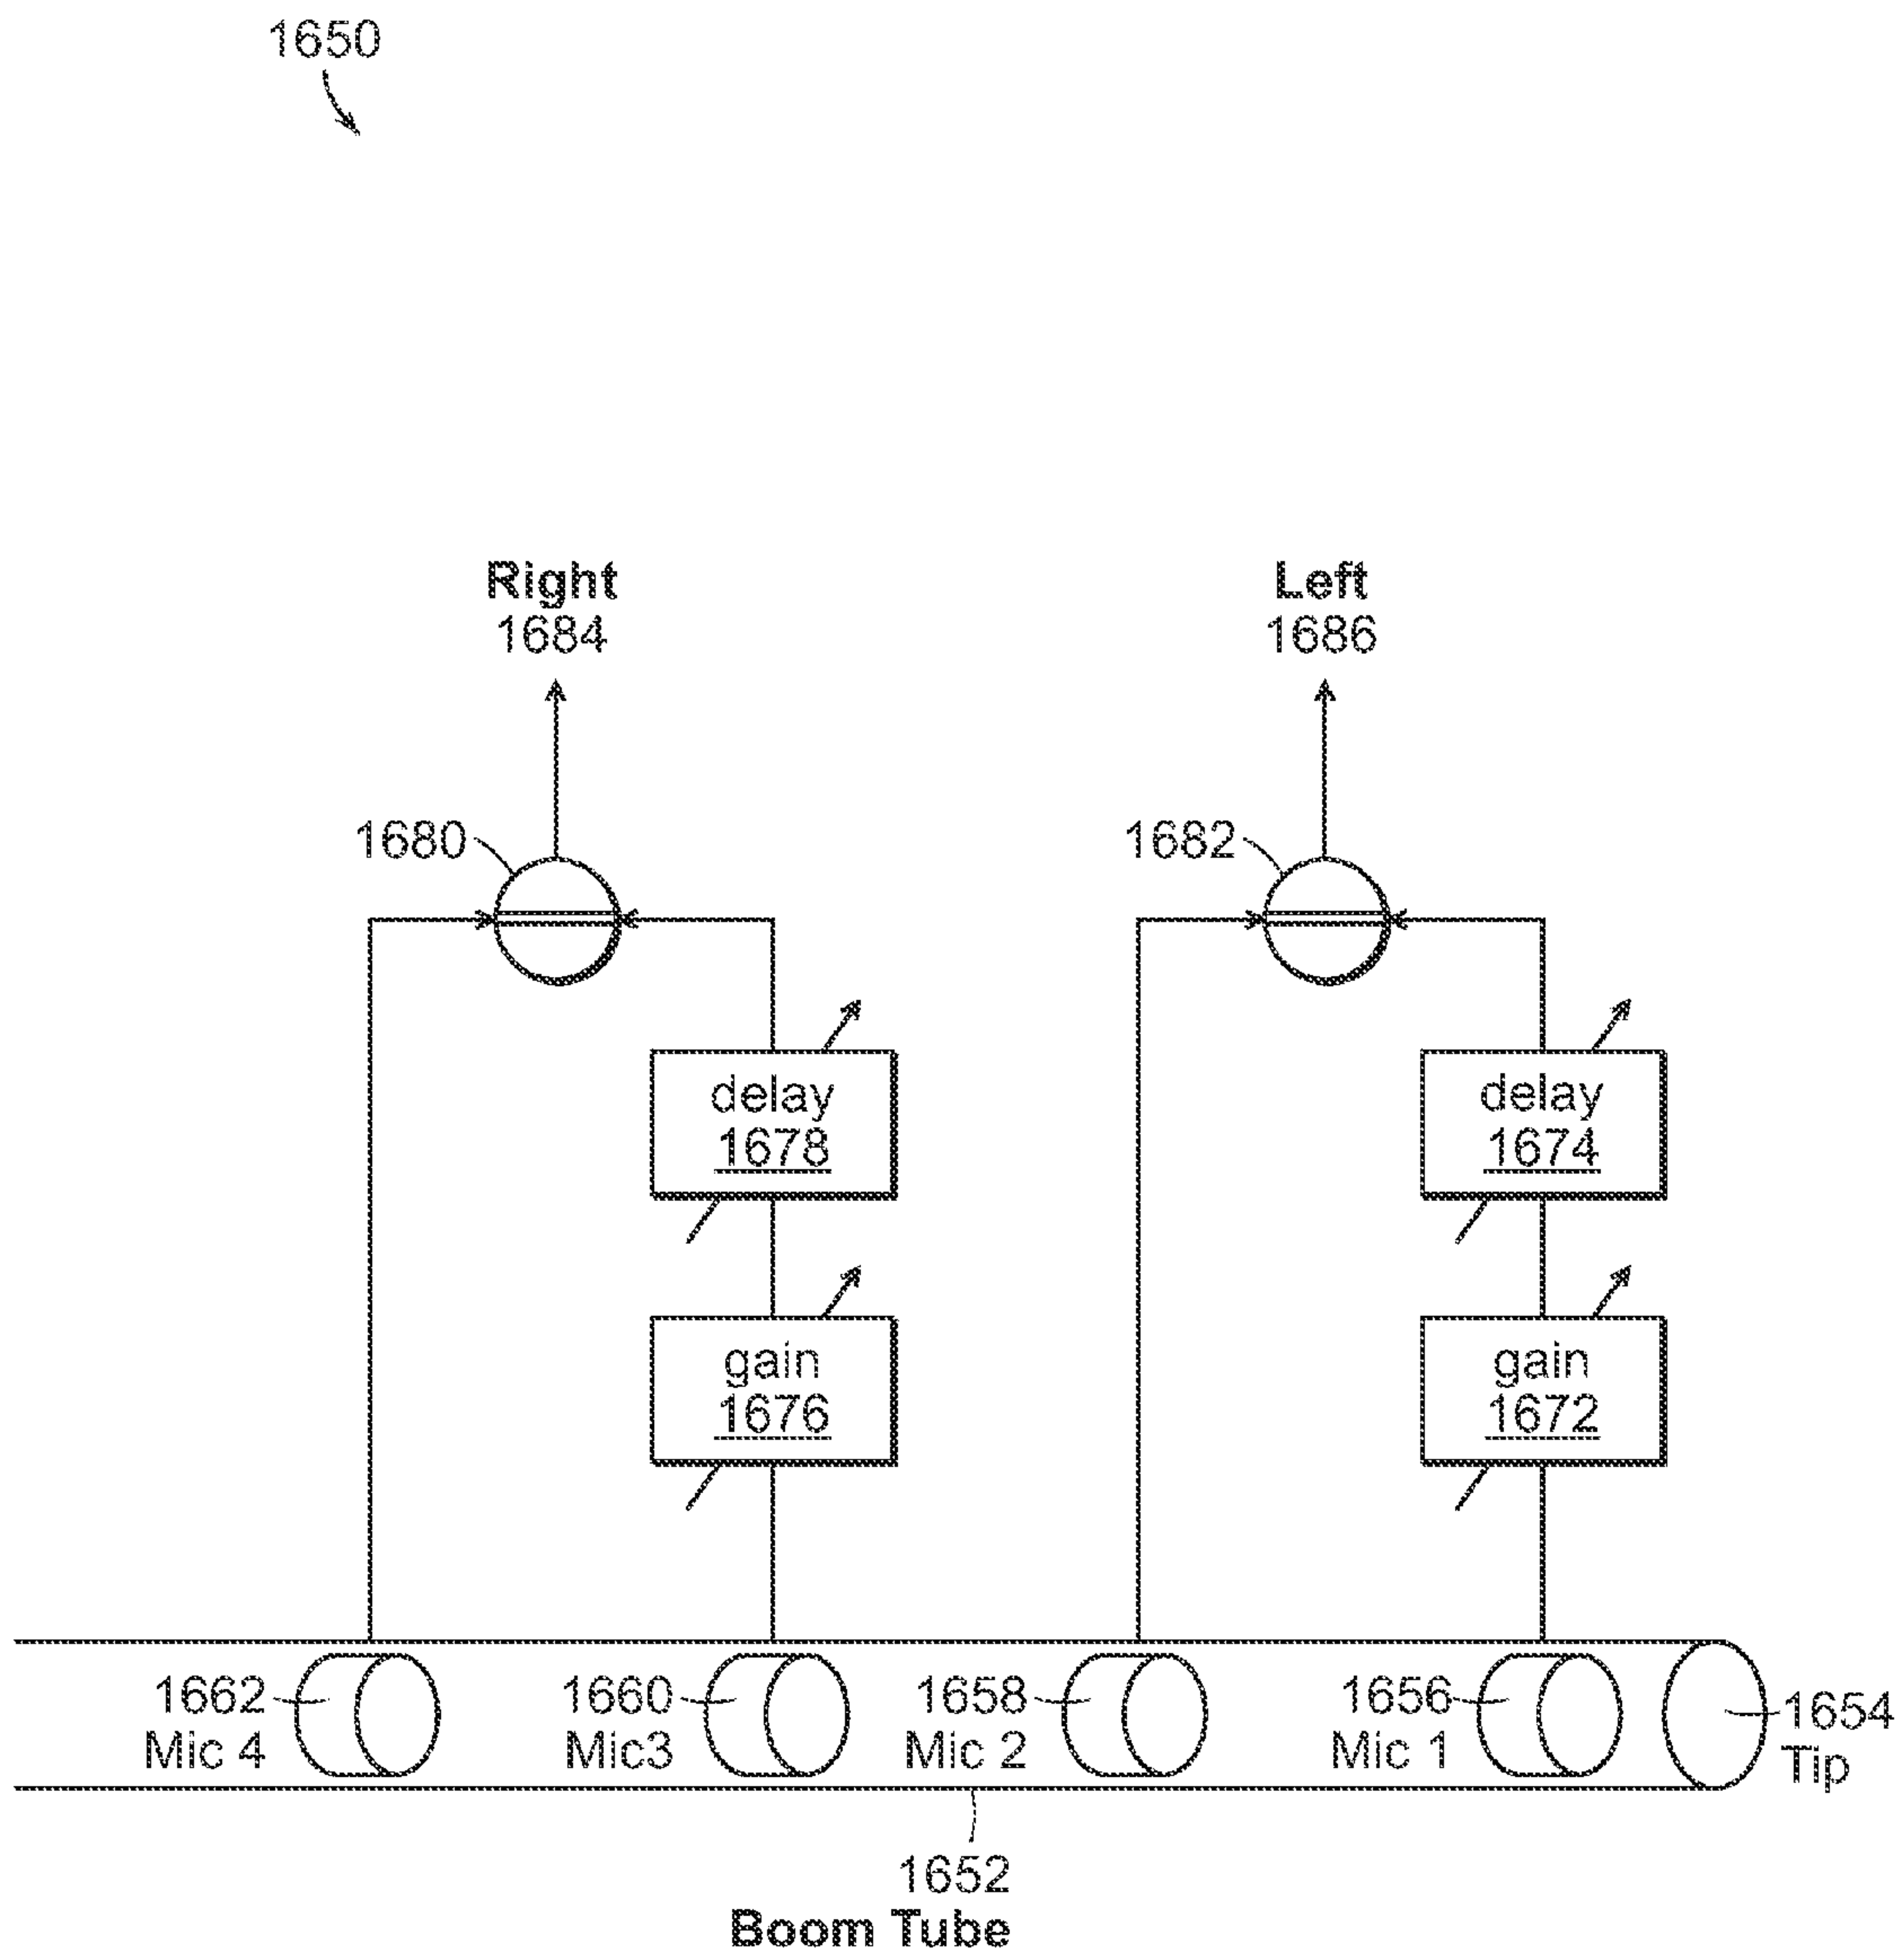 1650
Right
1684
Left
1686
1680
1682
delay
1678
delay
1674
gain
1676
gain
1672
1662
Mic 4
1660
Mic3
1658
Mic 2
1656
Mic 1
1654
Tip
1652
Boom Tube